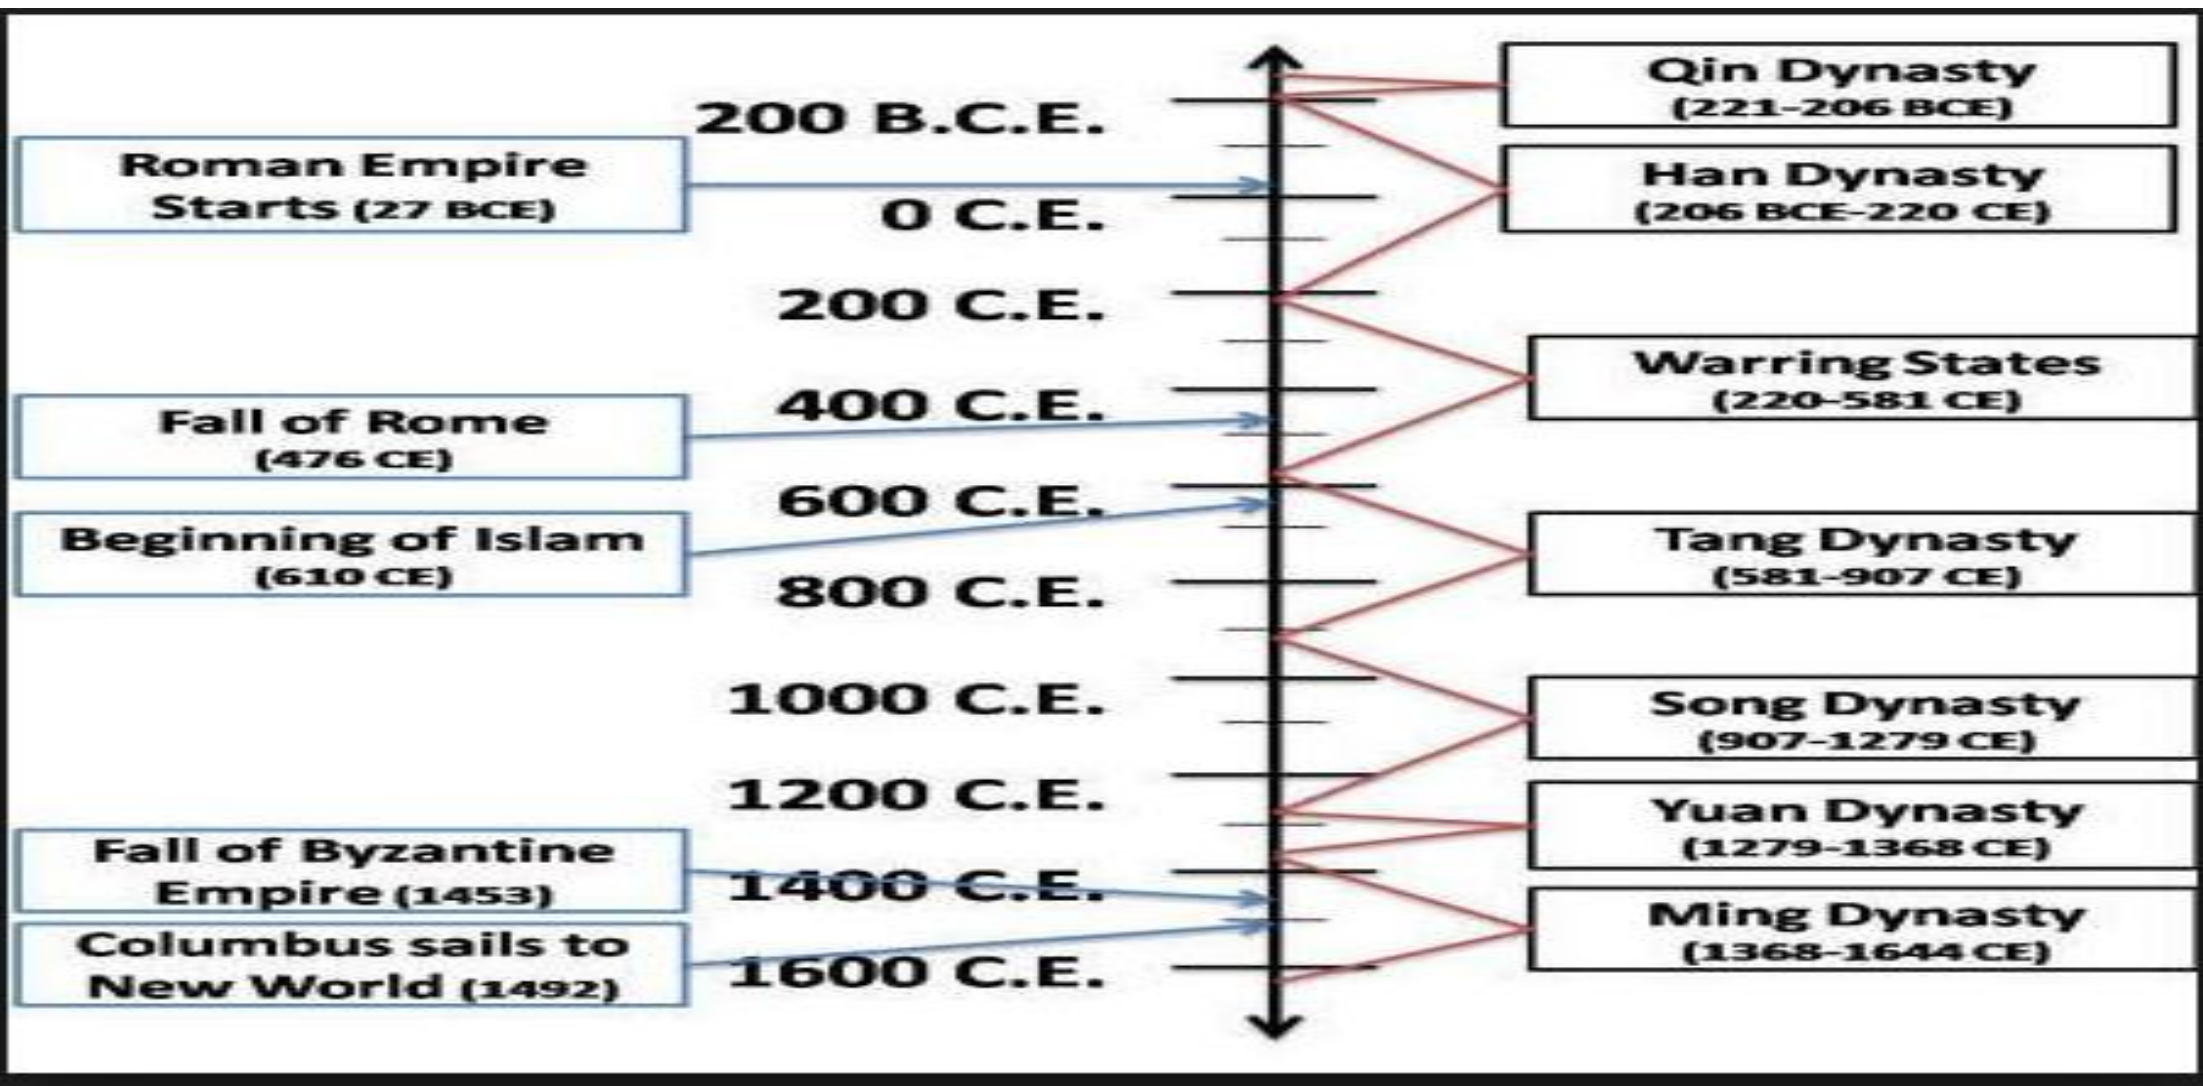 Qin Dynasty
(221-206 BCE)
200 B.C.E.
Roman Empire
Starts (27 BCE)
Han Dynasty
(206 BCE-220 CE)
0 C.E.
200 C.E.
Warring States
(220-581 CE)
400 C.E.
Fall of Rome
(476 CE)
600 C.E.
Beginning of Islam
(610 CE)
Tang Dynasty
(581-907 CE)
800 C.E.
1000 C.E.
Song Dynasty
(907-1279 CE)
1200 C.E.
Yuan Dynasty
(1279-1368 CE)
Fall of Byzantine
Empire (1453)
1400 C.E.
Ming Dynasty
(1368-1644 CE)
Columbus sails to
New World (1492)
1600 C.E.